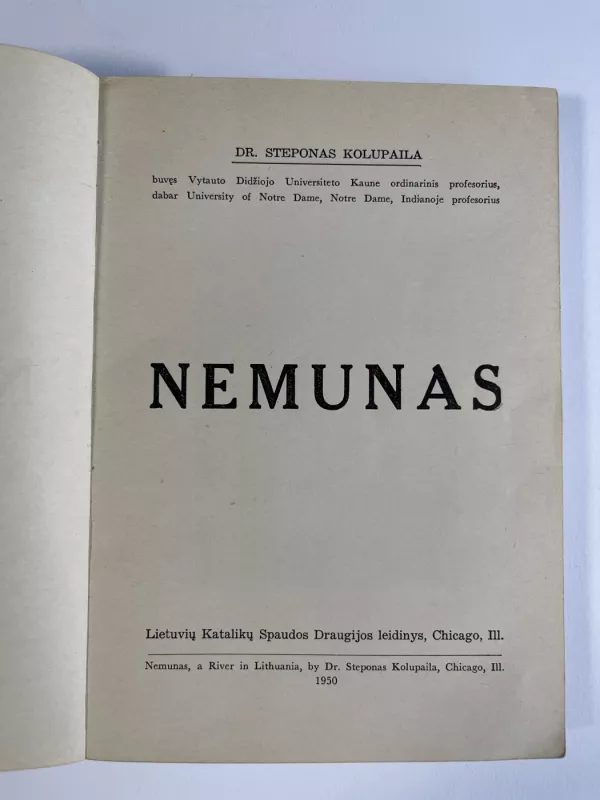 DR. STEPONAS KOLUPAILA
buvęs Vytauto Didžiojo Universiteto Kaune ordinarinis profesorius,
dabar University of Notre Dame, Notre Dame, Indianoje profesorius
NEMUNAS
Lietuvių Katalikų Spaudos Draugijos leidinys, Chicago, Ill.
Nemunas, a River in Lithuania, by Dr. Steponas Kolupaila, Chicago, Ill.
1950